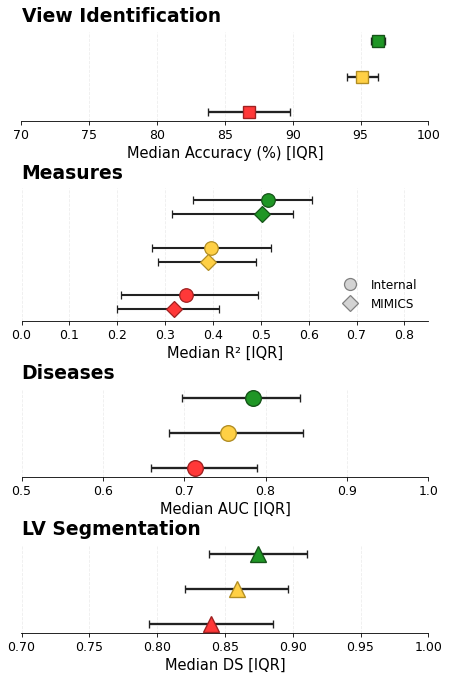 View Identification
70 75 80 85 90 95 100
Median Accuracy (%) [IQR]
Measures
Internal
MIMICS
0.0 0.1 0.2 0.3 0.4 0.5 0.6 0.7 0.8
Median R² [IQR]
Diseases
0.5 0.6 0.7 0.8 0.9 1.0
Median AUC [IQR]
LV Segmentation
0.70 0.75 0.80 0.85 0.90 0.95 1.00
Median DS [IQR]